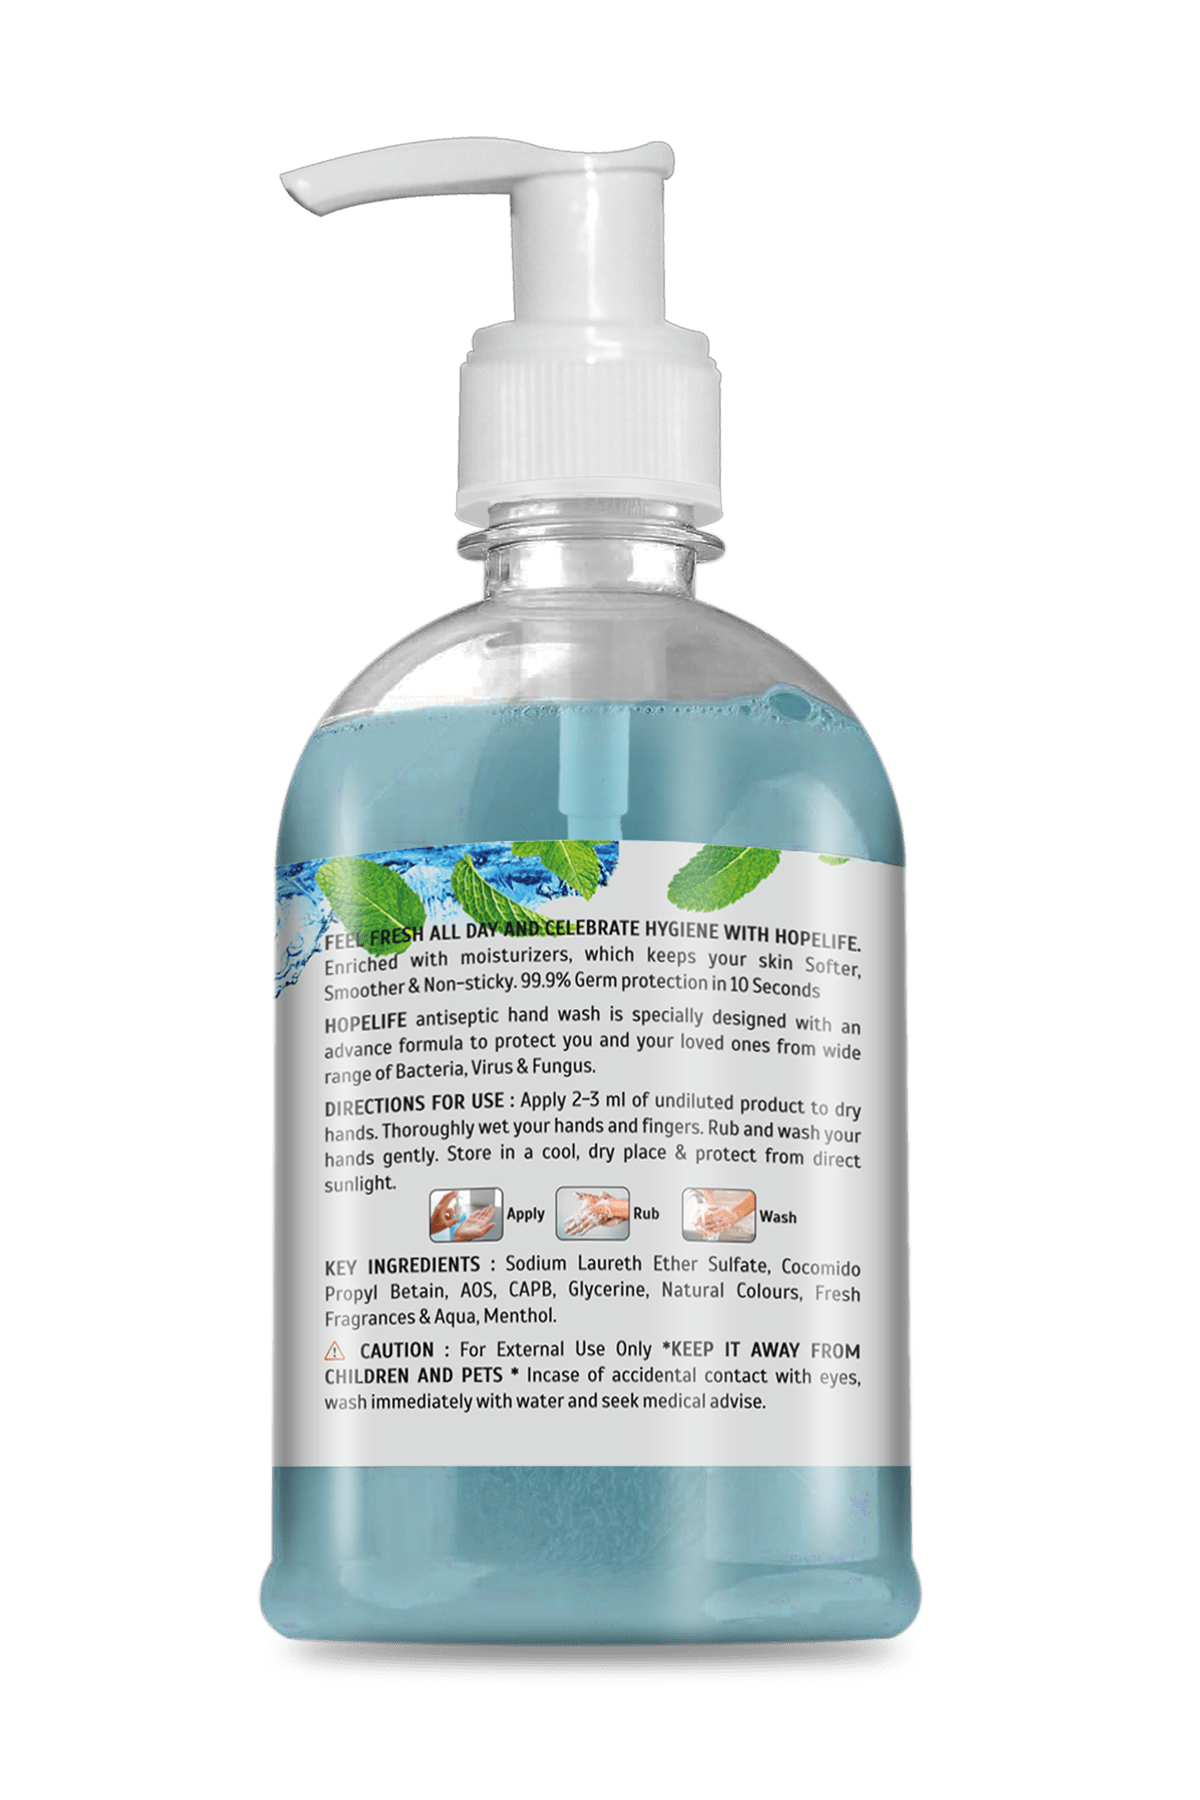 FEEL FRESH ALL DAY AND CELEBRATE HYGIENE WITH HOPELIFE.
Enriched with moisturizers, which keeps your skin Softer,
Smoother & Non-sticky. 99.9% Germ protection in 10 Seconds
HOPELIFE antiseptic hand wash is specially designed with an
advance formula to protect you and your loved ones from wide
range of Bacteria, Virus & Fungus.
DIRECTIONS FOR USE : Apply 2-3 ml of undiluted product to dry
hands. Thoroughly wet your hands and fingers. Rub and wash your
hands gently. Store in a cool, dry place & protect from direct
sunlight.
Apply Rub Wash
KEY INGREDIENTS : Sodium Laureth Ether Sulfate, Cocomido
Propyl Betain, AOS, CAPB, Glycerine, Natural Colours, Fresh
Fragrances & Aqua, Menthol.
CAUTION : For External Use Only *KEEP IT AWAY FROM
CHILDREN AND PETS * Incase of accidental contact with eyes,
wash immediately with water and seek medical advise.